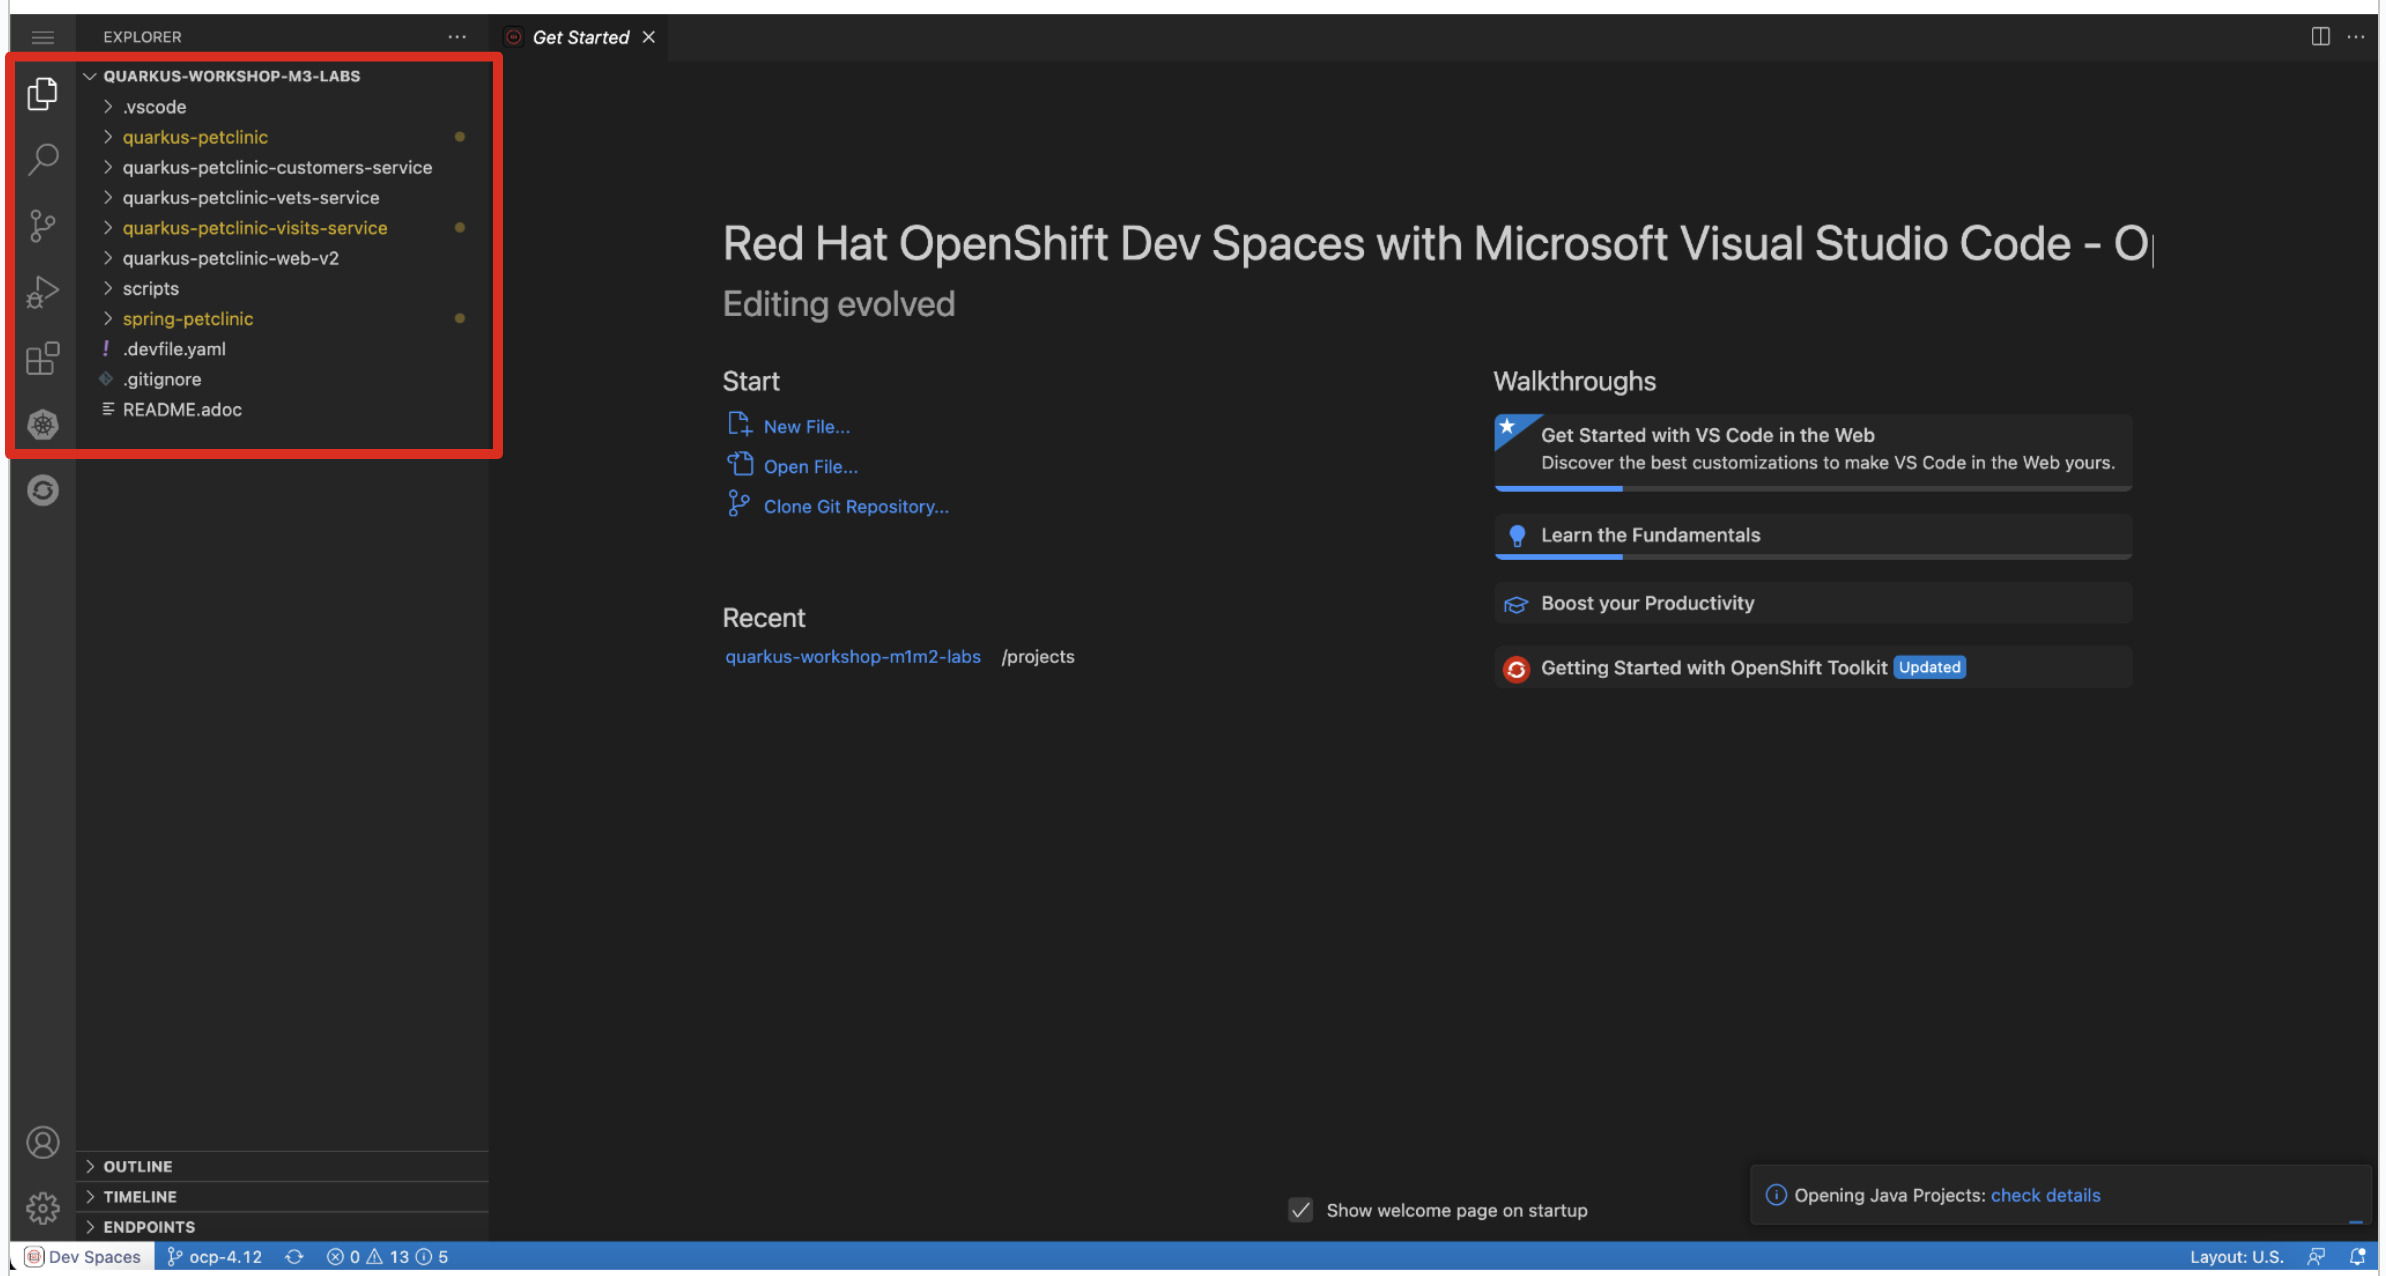 EXPLORER
Get Started
QUARKUS-WORKSHOP-M3-LABS
.vscode
quarkus-petclinic
quarkus-petclinic-customers-service
quarkus-petclinic-vets-service
quarkus-petclinic-visits-service
quarkus-petclinic-web-v2
scripts
spring-petclinic
.devfile.yaml
.gitignore
README.adoc
OUTLINE
TIMELINE
ENDPOINTS
Red Hat OpenShift Dev Spaces with Microsoft Visual Studio Code - O
Editing evolved
Start
New File...
Open File...
Clone Git Repository...
Recent
quarkus-workshop-m1m2-labs /projects
Walkthroughs
Get Started with VS Code in the Web
Discover the best customizations to make VS Code in the Web yours.
Learn the Fundamentals
Boost your Productivity
Getting Started with OpenShift Toolkit Updated
Show welcome page on startup
Opening Java Projects: check details
Dev Spaces ocp-4.12 0 13 5 Layout: U.S.